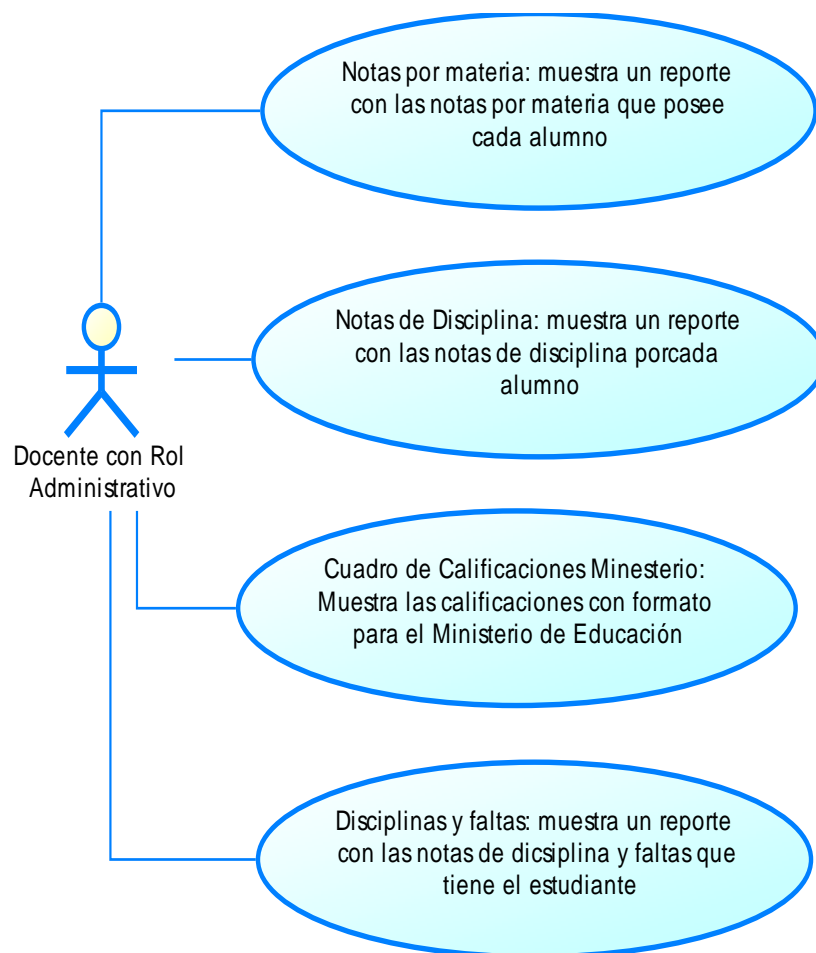 Notas por materia: muestra un reporte
con las notas por materia que posee
cada alumno
Notas de Disciplina: muestra un reporte
con las notas de disciplina porcada
alumno
Docente con Rol
Administrativo
Cuadro de Calificaciones Minesterio:
Muestra las calificaciones con formato
para el Ministerio de Educación
Disciplinas y faltas: muestra un reporte
con las notas de dicsiplina y faltas que
tiene el estudiante